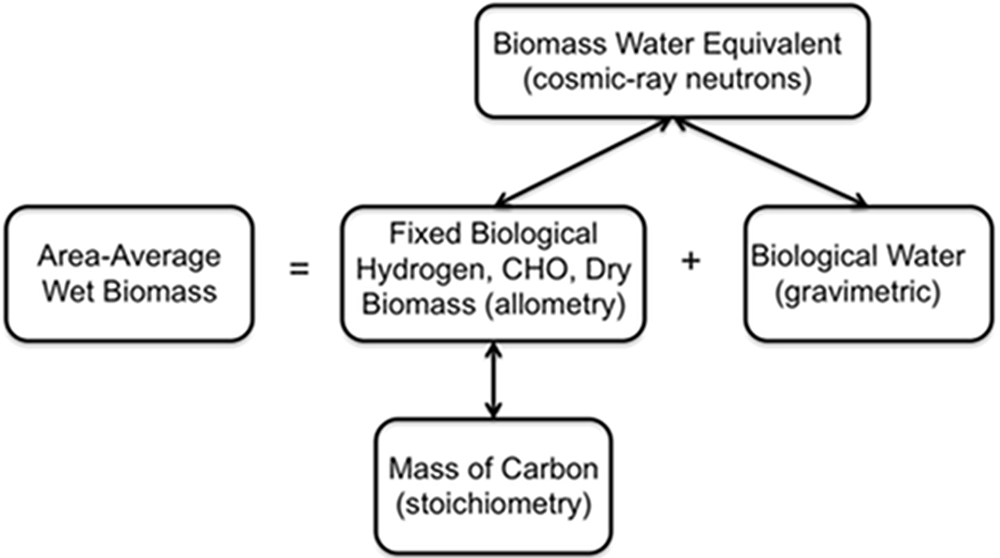 Biomass Water Equivalent
(cosmic-ray neutrons)
Area-Average
Wet Biomass
=
Fixed Biological
Hydrogen, CHO, Dry
Biomass (allometry)
+
Biological Water
(gravimetric)
Mass of Carbon
(stoichiometry)